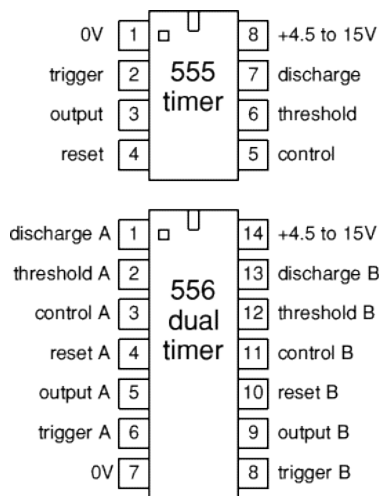 0V 1 8 +4.5 to 15V
trigger 2 555 7 discharge
timer
output 3 6 threshold
reset 4 5 control
discharge A 1 14 +4.5 to 15V
threshold A 2 13 discharge B
556
control A 3 12 threshold B
dual
reset A 4 timer 11 control B
output A 5 10 reset B
trigger A 6 9 output B
0V 7 8 trigger B